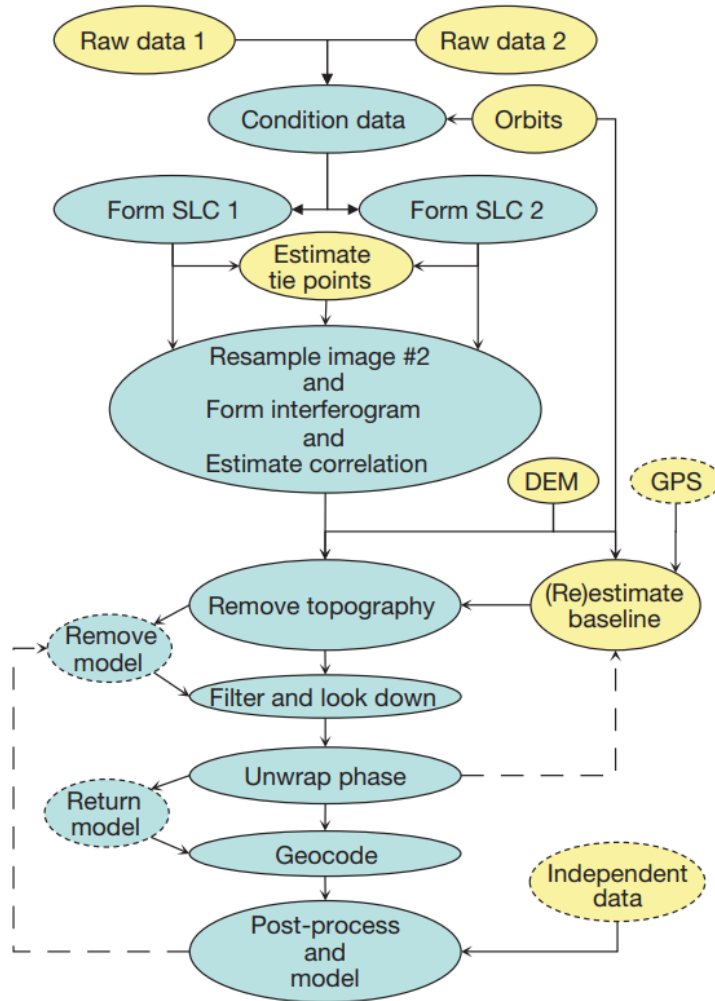 Raw data 1
Raw data 2
Condition data
Orbits
Form SLC 1
Form SLC 2
Estimate
tie points
Resample image #2
and
Form interferogram
and
Estimate correlation
DEM
GPS
Remove topography
(Re)estimate
baseline
Remove
model
Filter and look down
Unwrap phase
Return
model
Geocode
Independent
data
Post-process
and
model